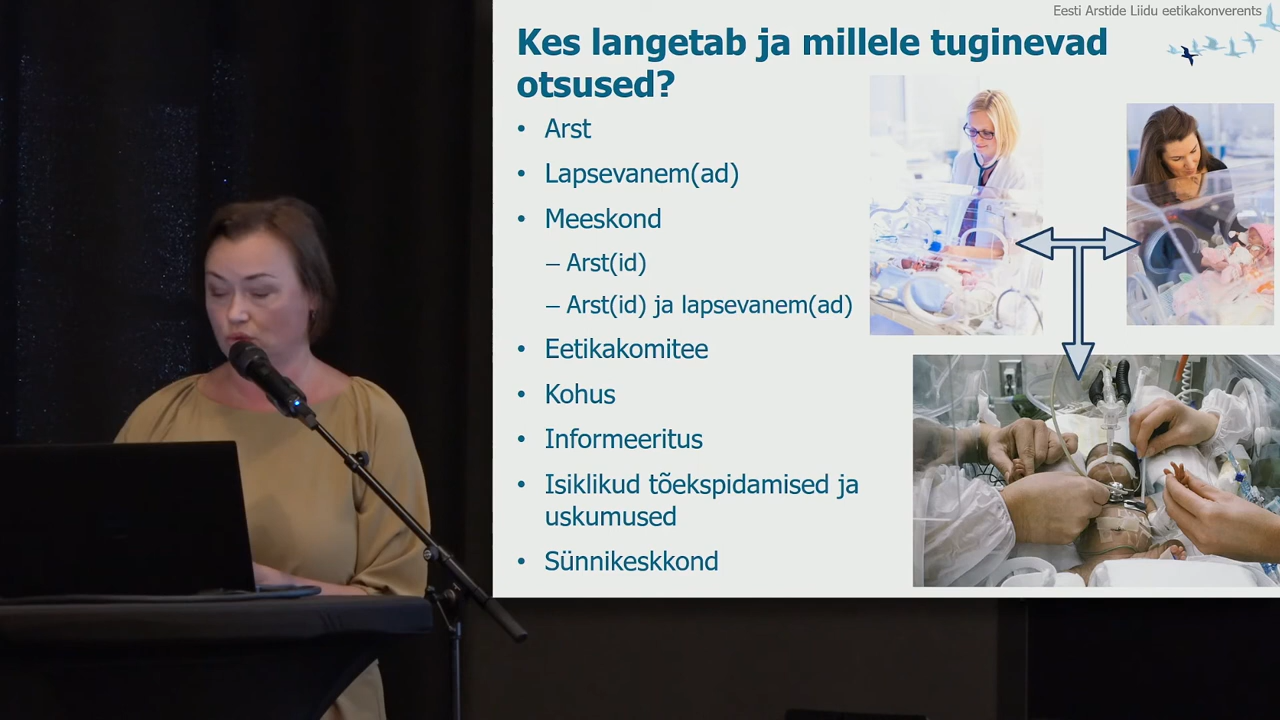 Eesti Arstide Liidu eetikakonverents
Kes langetab ja millele tuginevad
otsused?
• Arst
• Lapsevanem(ad)
• Meeskond
– Arst(id)
– Arst(id) ja lapsevanem(ad)
• Eetikakomitee
• Kohus
• Informeeritus
• Isiklikud tõekspidamised ja
uskumused
• Sünnikeskkond